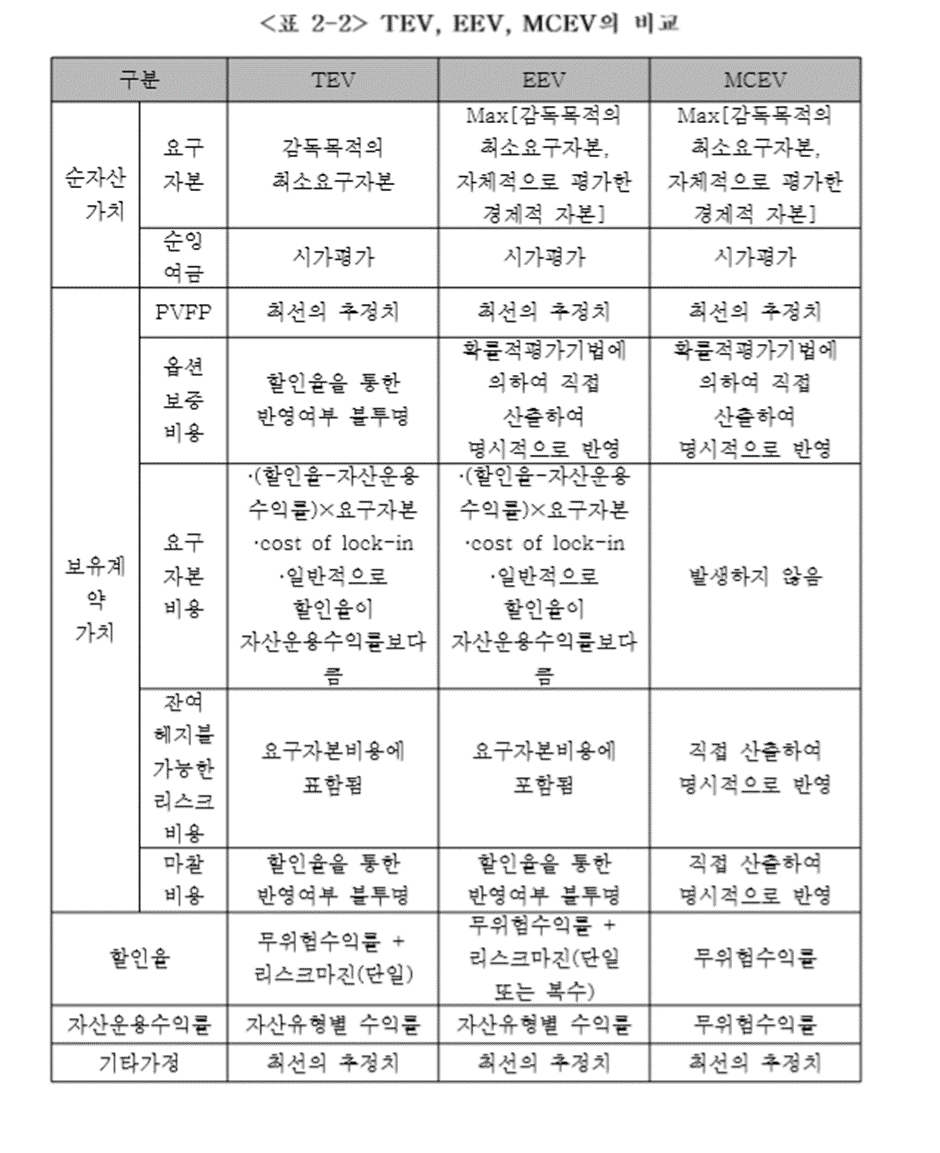 <표 2-2> TEV, EEV, MCEV의 비교
구분 TEV EEV MCEV
순자산
가치
요구
자본
감독목적의
최소요구자본
Max[감독목적의
최소요구자본,
자체적으로 평가한
경제적 자본]
Max[감독목적의
최소요구자본,
자체적으로 평가한
경제적 자본]
순잉
여금
시가평가
시가평가
시가평가
보유계
약
가치
PVFP
최선의 추정치
최선의 추정치
최선의 추정치
옵션
보증
비용
할인율을 통한
반영여부 불투명
확률적평가기법에
의하여 직접
산출하여
명시적으로 반영
확률적평가기법에
의하여 직접
산출하여
명시적으로 반영
요구
자본
비용
·(할인율-자산운용
수익률)×요구자본
·cost of lock-in
·일반적으로
할인율이
자산운용수익률보다
큼
·(할인율-자산운용
수익률)×요구자본
·cost of lock-in
·일반적으로
할인율이
자산운용수익률보다
큼
발생하지 않음
잔여
헤지불
가능한
리스크
비용
요구자본비용에
포함됨
요구자본비용에
포함됨
직접 산출하여
명시적으로 반영
마찰
비용
할인율을 통한
반영여부 불투명
할인율을 통한
반영여부 불투명
직접 산출하여
명시적으로 반영
할인율
무위험수익률 +
리스크마진(단일)
무위험수익률 +
리스크마진(단일
또는 복수)
무위험수익률
자산운용수익률
자산유형별 수익률
자산유형별 수익률
무위험수익률
기타가정
최선의 추정치
최선의 추정치
최선의 추정치